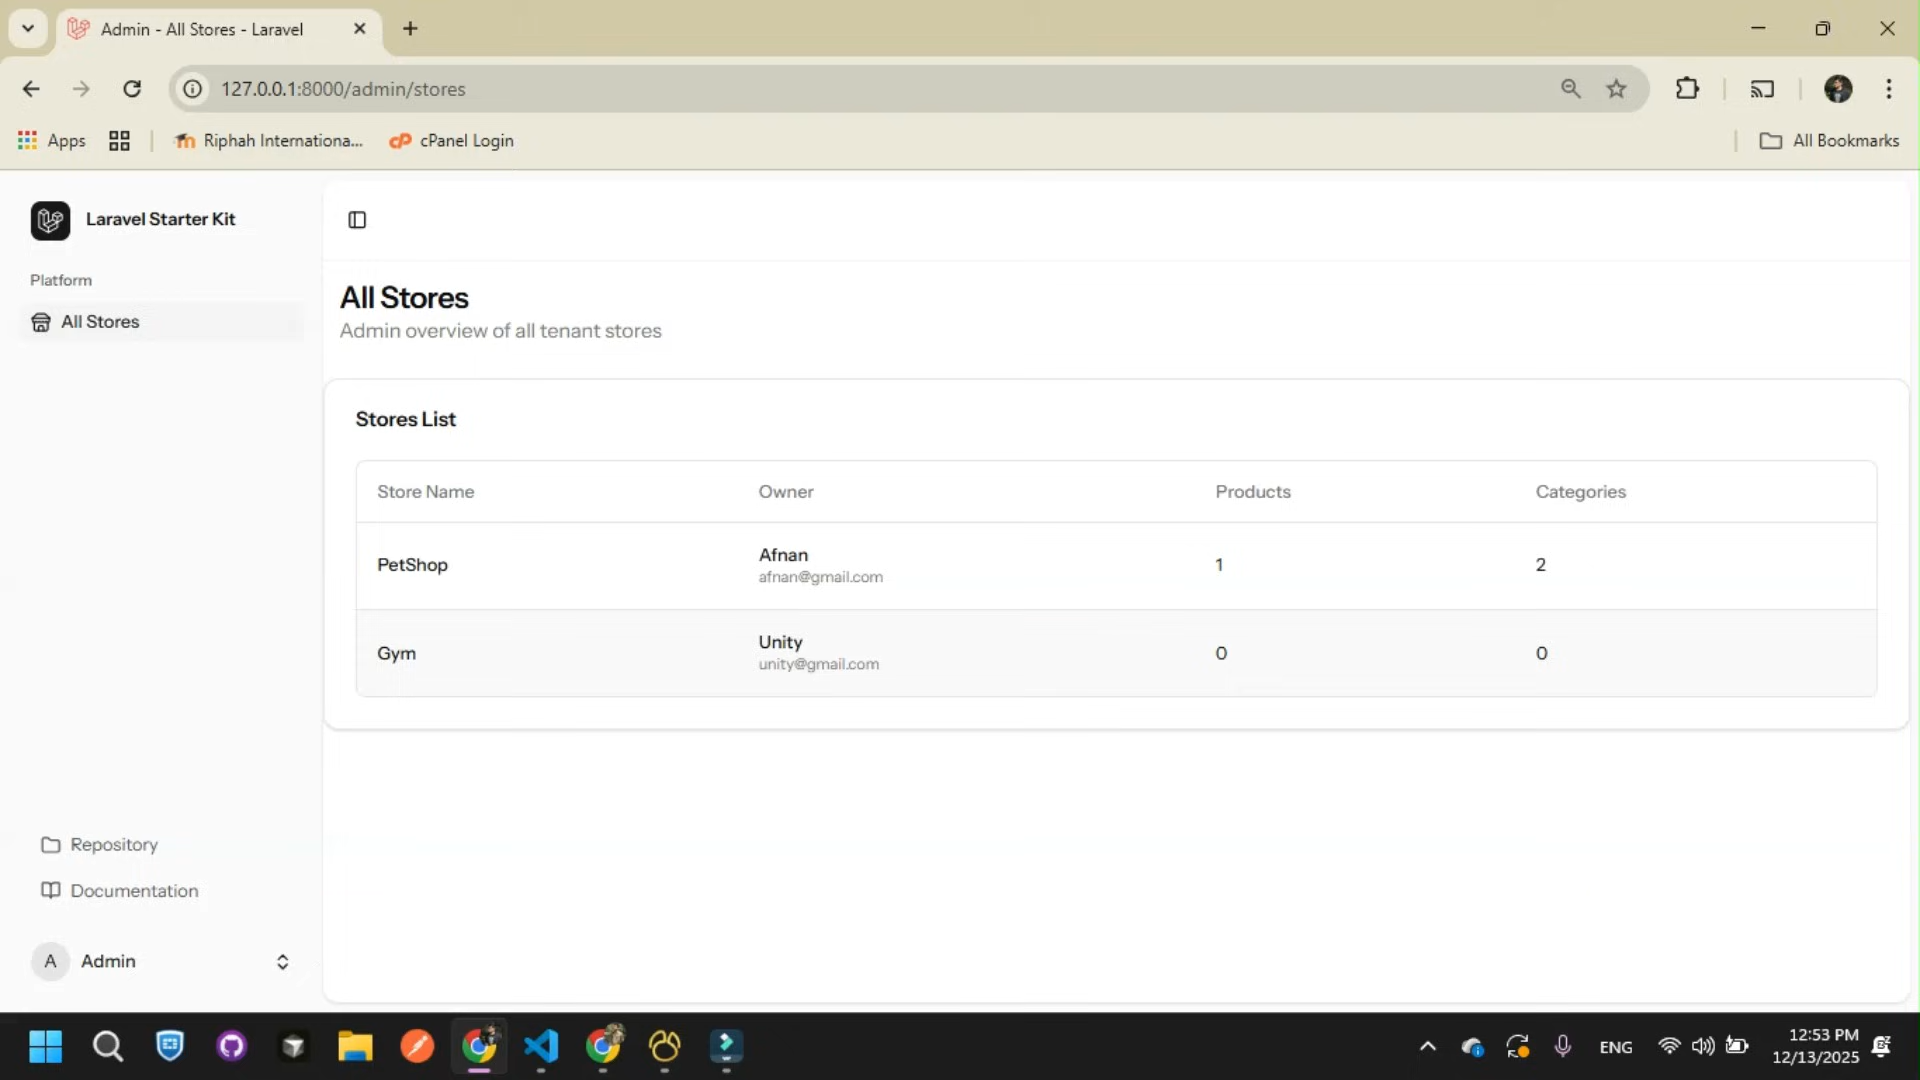 Admin - All Stores - Laravel
127.0.0.1:8000/admin/stores
Apps
Riphah Internationa...
cPanel Login
All Bookmarks
Laravel Starter Kit
Platform
All Stores
All Stores
Admin overview of all tenant stores
Stores List
Store Name Owner Products Categories
PetShop Afnan 1 2
afnan@gmail.com
Gym Unity 0 0
unity@gmail.com
Repository
Documentation
A Admin
ENG
12:53 PM
12/13/2025